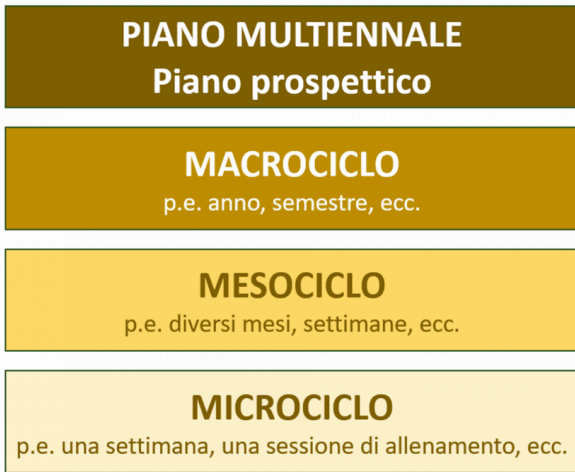 PIANO MULTIENNALE
Piano prospettico
MACROCICLO
p.e. anno, semestre, ecc.
MESOCICLO
p.e. diversi mesi, settimane, ecc.
MICROCICLO
p.e. una settimana, una sessione di allenamento, ecc.